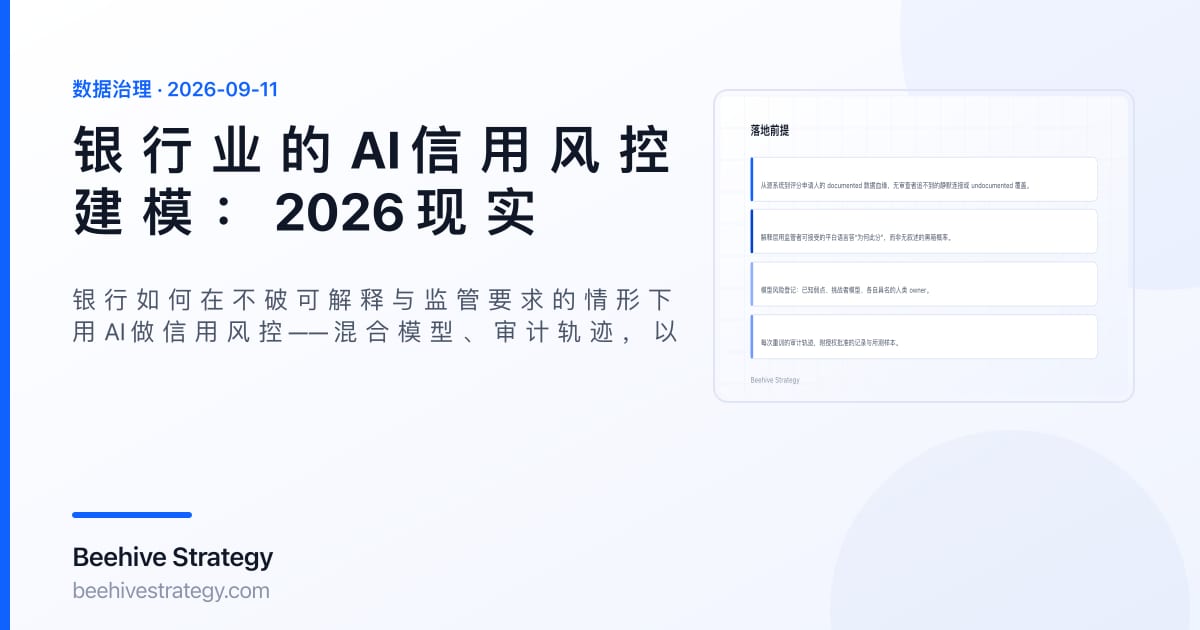 数据治理 · 2026-09-11
银行业的AI信用风控
建模：2026现实
银行如何在不破可解释与监管要求的情形下
用AI做信用风控——混合模型、审计轨迹，以
落地前提
从源系统到评分申请人的 documented 数据血缘，无审查者追不到的静默连接或 undocumented 覆盖。
解释层用监管者可接受的平白语言答"为何此分"，而非无叙述的黑箱概率。
模型风险登记：已知弱点、挑战者模型，各自具名的人类 owner。
每次重训的审计轨迹，附授权批准的记录与所测样本。
Beehive Strategy
Beehive Strategy
beehivestrategy.com